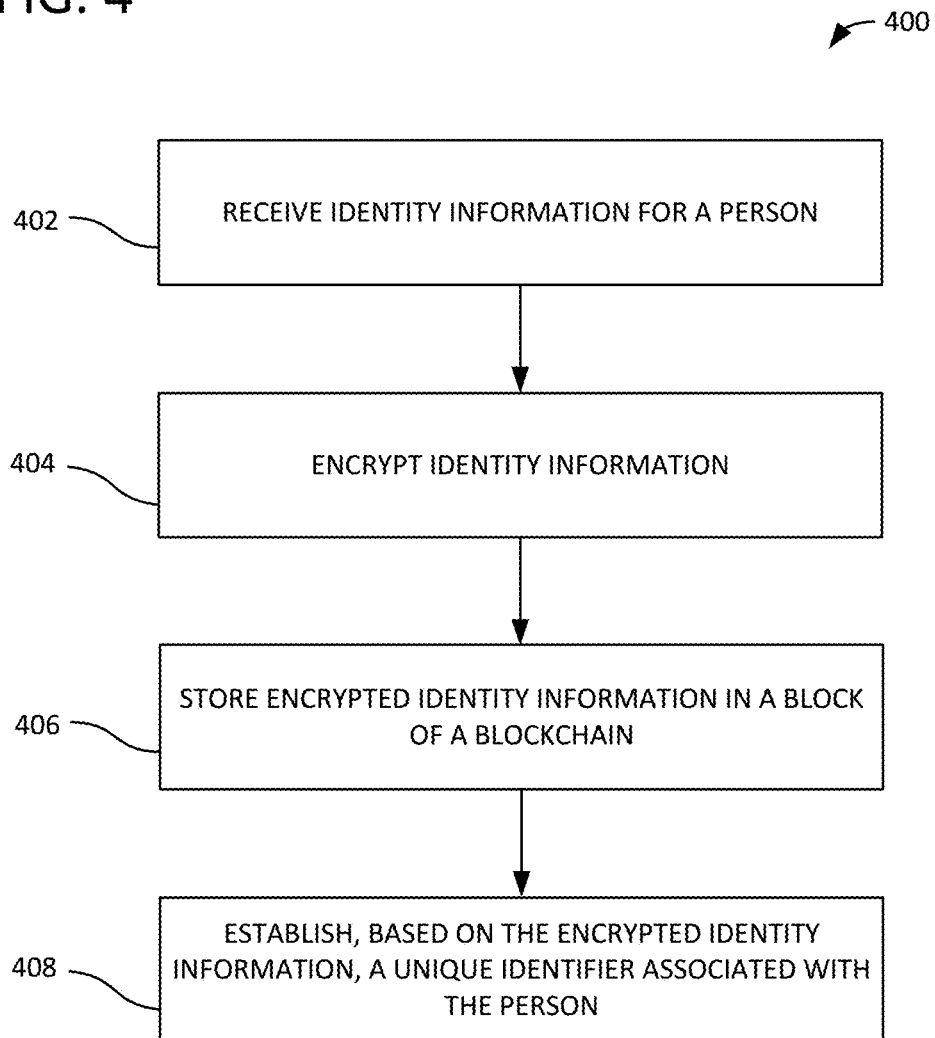 FIG. 4
400
402
RECEIVE IDENTITY INFORMATION FOR A PERSON
404
ENCRYPT IDENTITY INFORMATION
406
STORE ENCRYPTED IDENTITY INFORMATION IN A BLOCK
OF A BLOCKCHAIN
408
ESTABLISH, BASED ON THE ENCRYPTED IDENTITY
INFORMATION, A UNIQUE IDENTIFIER ASSOCIATED WITH
THE PERSON